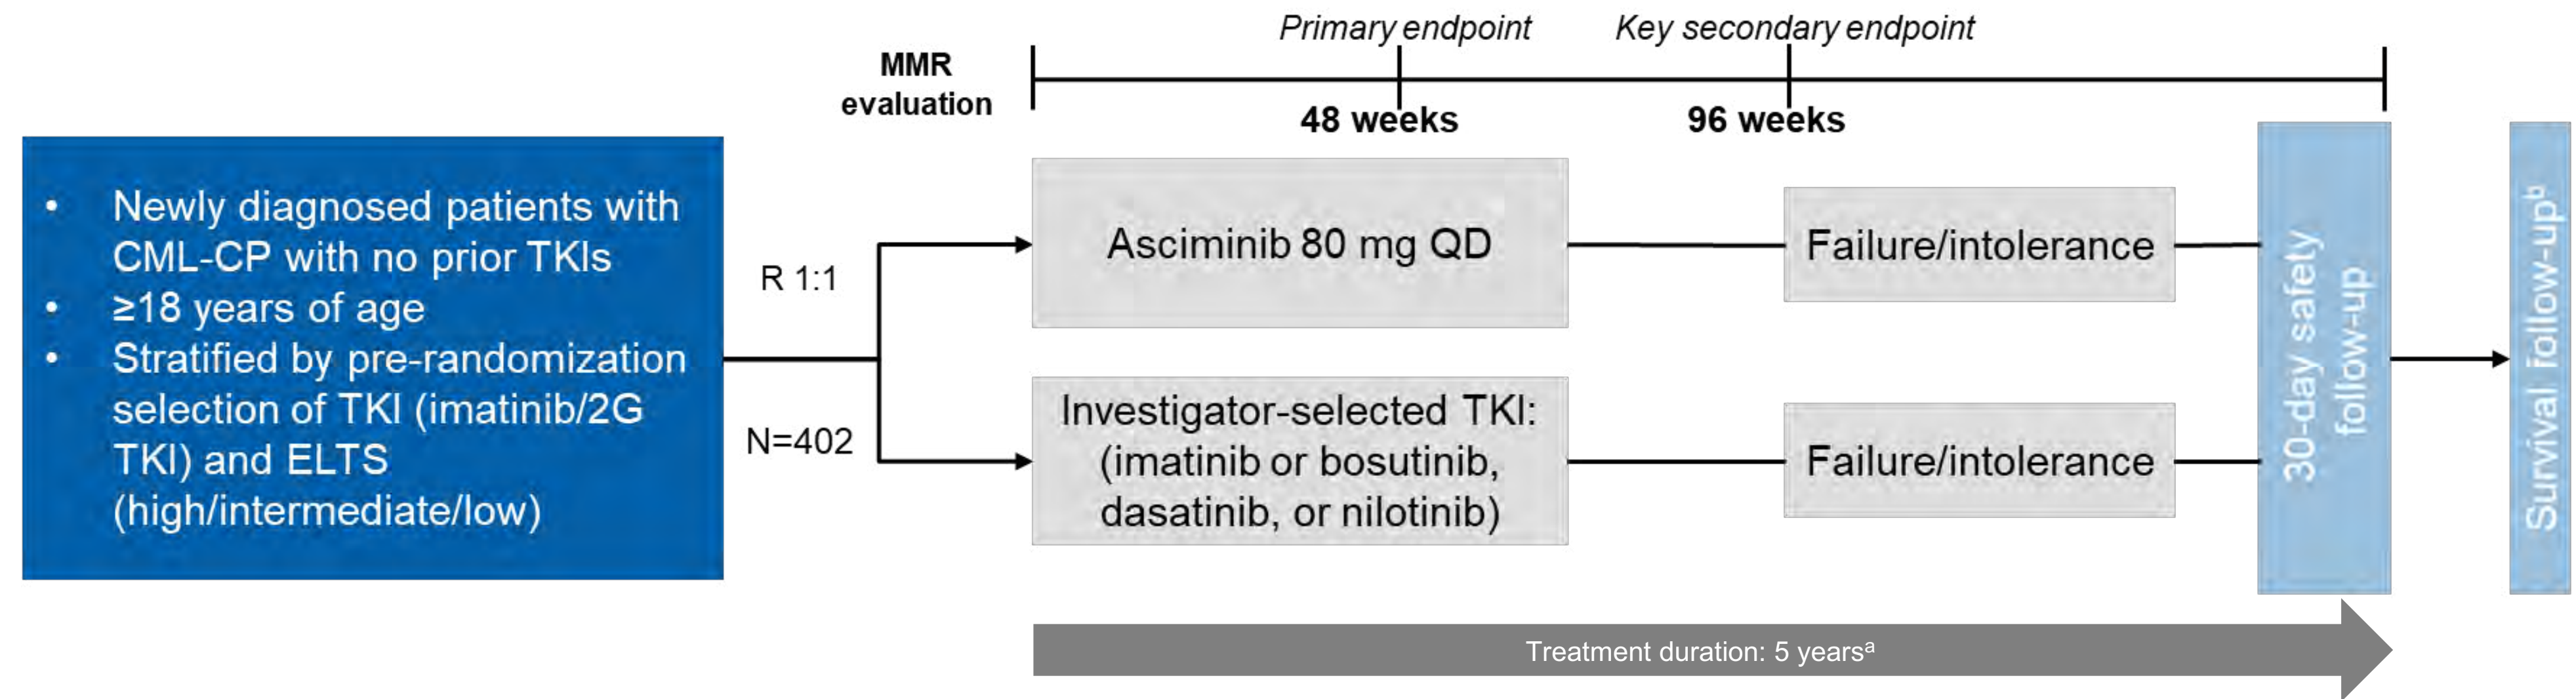 Primary endpoint
Key secondary endpoint
MMR
evaluation
48 weeks
96 weeks
• Newly diagnosed patients with
CML-CP with no prior TKIs
• ≥18 years of age
• Stratified by pre-randomization
selection of TKI (imatinib/2G
TKI) and ELTS
(high/intermediate/low)
R 1:1
N=402
Asciminib 80 mg QD
Failure/intolerance
Investigator-selected TKI:
(imatinib or bosutinib,
dasatinib, or nilotinib)
Failure/intolerance
30-day safety
follow-up
Survival follow-upᵇ
Treatment duration: 5 yearsᵃ